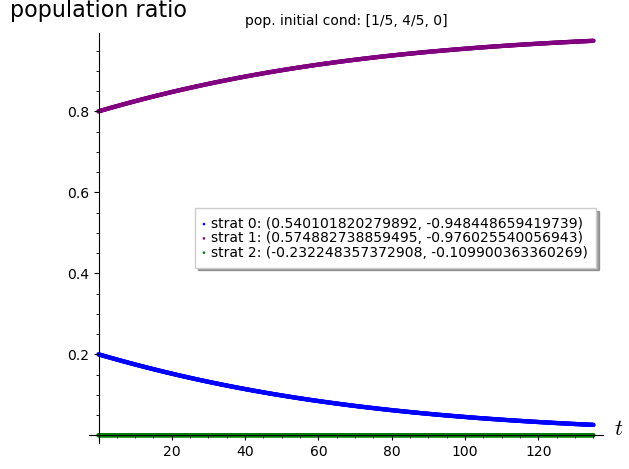 population ratio
pop. initial cond: [1/5, 4/5, 0]
0.8
0.6
strat 0: (0.540101820279892, -0.948448659419739)
strat 1: (0.574882738859495, -0.976025540056943)
strat 2: (-0.232248357372908, -0.109900363360269)
0.4
0.2
t
20 40 60 80 100 120